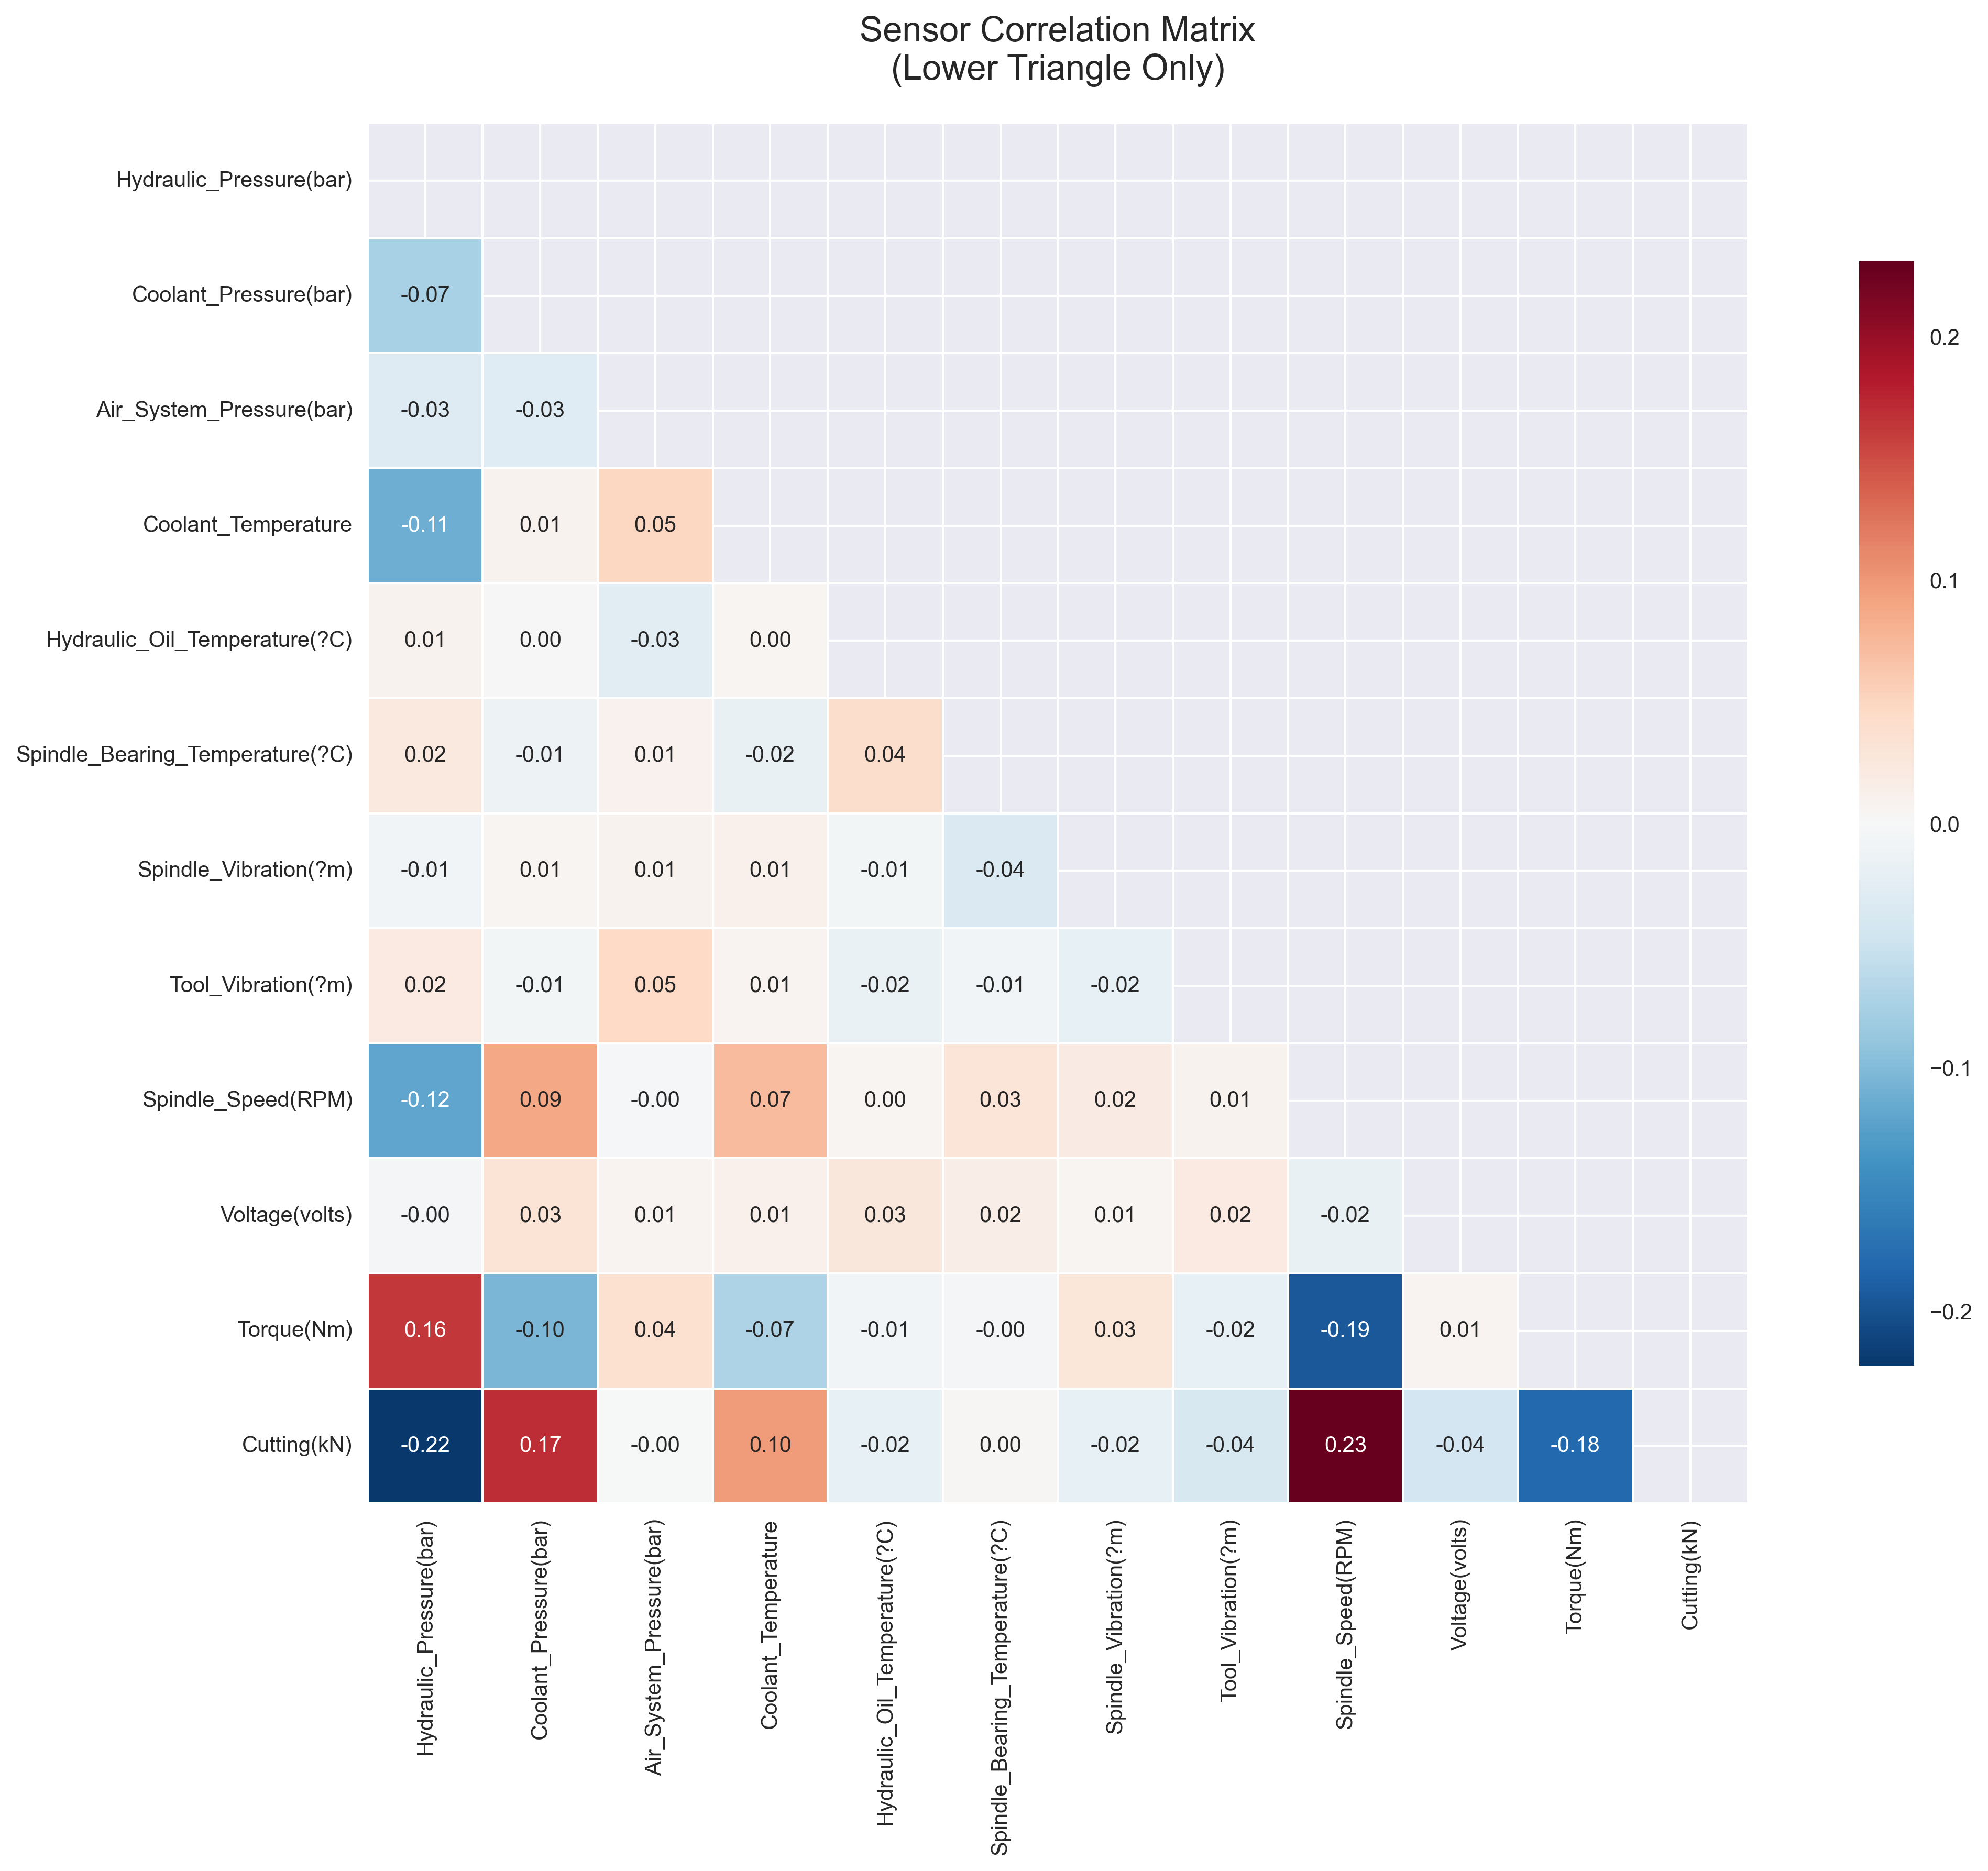 Sensor Correlation Matrix
(Lower Triangle Only)
Hydraulic_Pressure(bar)
Coolant_Pressure(bar) -0.07
Air_System_Pressure(bar) -0.03 -0.03
Coolant_Temperature -0.11 0.01 0.05
Hydraulic_Oil_Temperature(?C) 0.01 0.00 -0.03 0.00
Spindle_Bearing_Temperature(?C) 0.02 -0.01 0.01 -0.02 0.04
Spindle_Vibration(?m) -0.01 0.01 0.01 0.01 -0.01 -0.04
Tool_Vibration(?m) 0.02 -0.01 0.05 0.01 -0.02 -0.01 -0.02
Spindle_Speed(RPM) -0.12 0.09 -0.00 0.07 0.00 0.03 0.02 0.01
Voltage(volts) -0.00 0.03 0.01 0.01 0.03 0.02 0.01 0.02 -0.02
Torque(Nm) 0.16 -0.10 0.04 -0.07 -0.01 -0.00 0.03 -0.02 -0.19 0.01
Cutting(kN) -0.22 0.17 -0.00 0.10 -0.02 0.00 -0.02 -0.04 0.23 -0.04 -0.18
Hydraulic_Pressure(bar)
Coolant_Pressure(bar)
Air_System_Pressure(bar)
Coolant_Temperature
Hydraulic_Oil_Temperature(?C)
Spindle_Bearing_Temperature(?C)
Spindle_Vibration(?m)
Tool_Vibration(?m)
Spindle_Speed(RPM)
Voltage(volts)
Torque(Nm)
Cutting(kN)
0.2
0.1
0.0
−0.1
−0.2